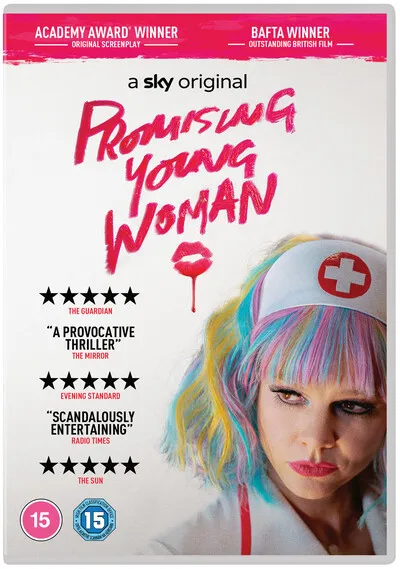 ACADEMY AWARD® WINNER
ORIGINAL SCREENPLAY
BAFTA WINNER
OUTSTANDING BRITISH FILM
a sky original
PROMISING
YOUNG
WOMAN
THE GUARDIAN
"A PROVOCATIVE
THRILLER"
THE MIRROR
EVENING STANDARD
"SCANDALOUSLY
ENTERTAINING"
RADIO TIMES
THE SUN
15
15